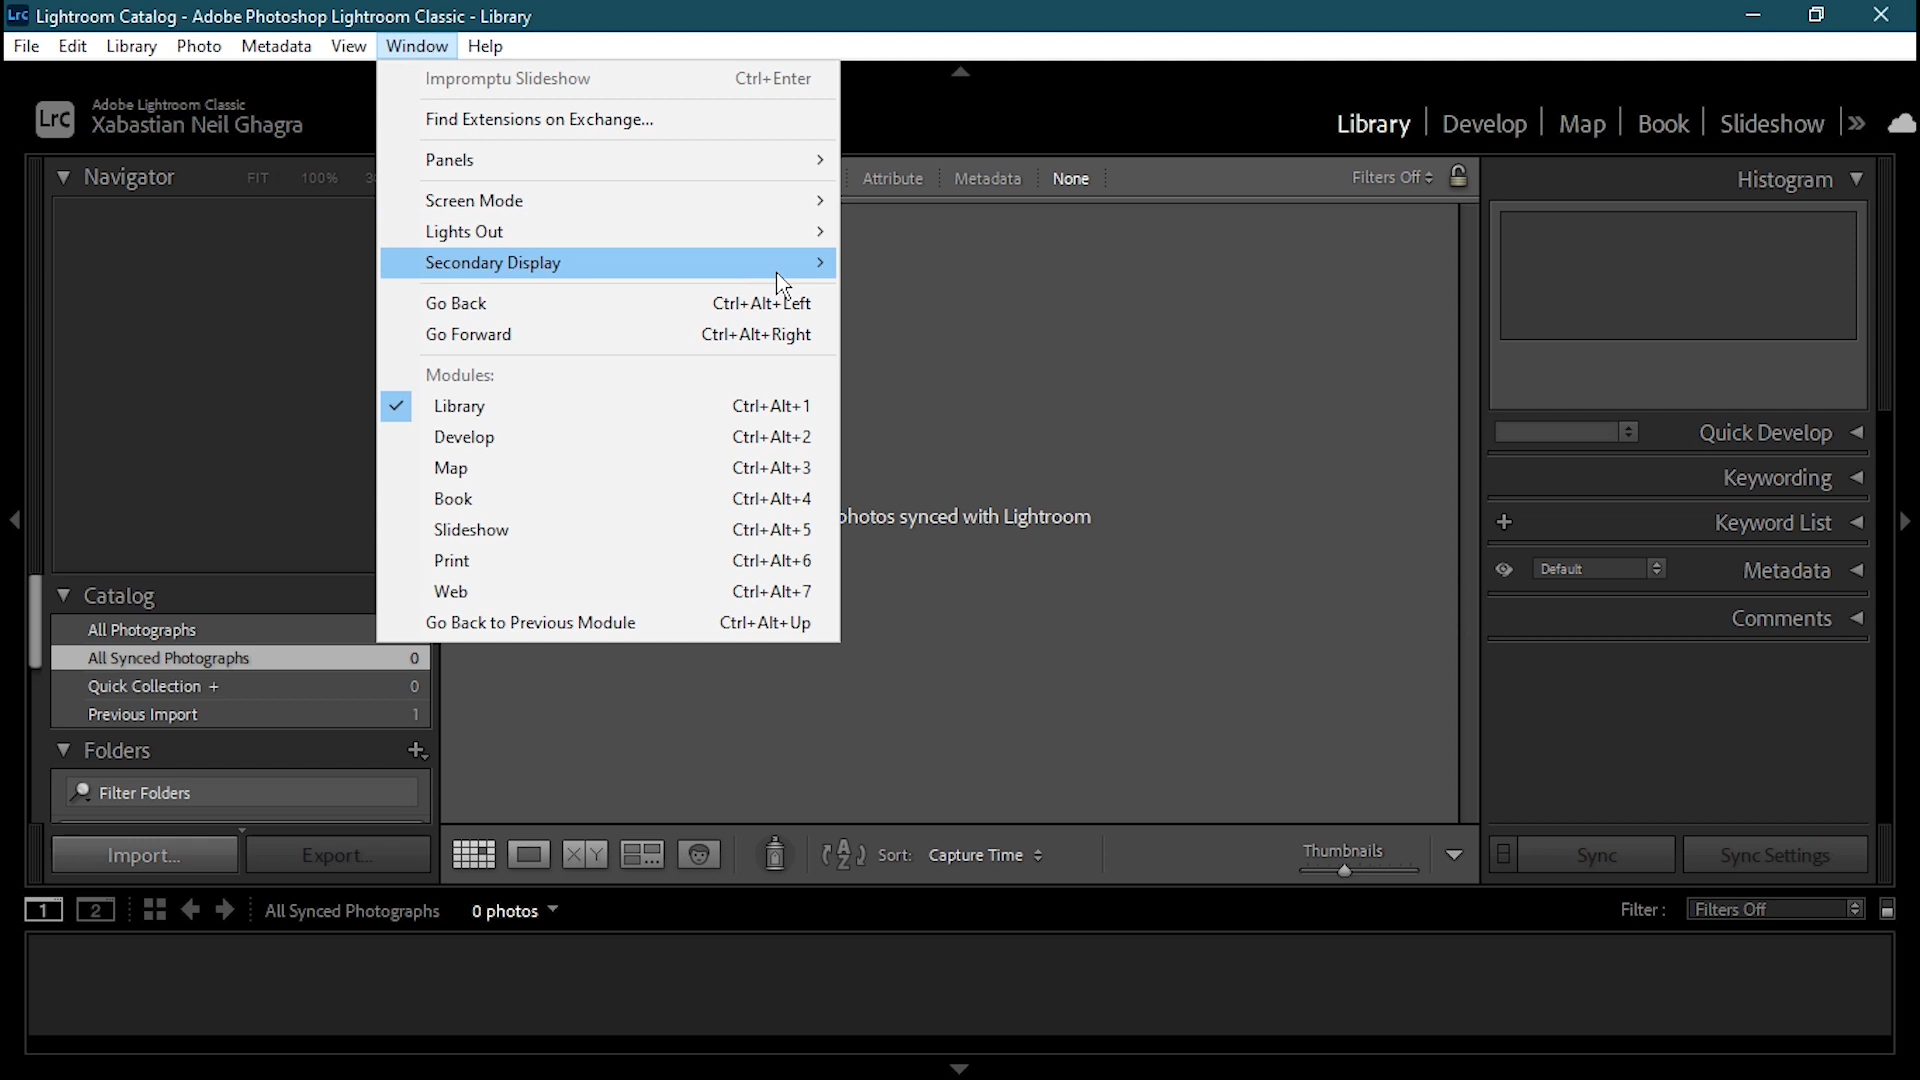 Lrc Lightroom Catalog - Adobe Photoshop Lightroom Classic - Library
File Edit Library Photo Metadata View Window Help
Impromptu Slideshow Ctrl+Enter
Find Extensions on Exchange...
Panels
Screen Mode
Lights Out
Secondary Display
Go Back Ctrl+Alt+Left
Go Forward Ctrl+Alt+Right
Modules:
Library Ctrl+Alt+1
Develop Ctrl+Alt+2
Map Ctrl+Alt+3
Book Ctrl+Alt+4
Slideshow Ctrl+Alt+5
Print Ctrl+Alt+6
Web Ctrl+Alt+7
Go Back to Previous Module Ctrl+Alt+Up
Lrc
Adobe Lightroom Classic
Xabastian Neil Ghagra
Library Develop Map Book Slideshow
Navigator FIT 100%
Attribute Metadata None Filters Off
Histogram
photos synced with Lightroom
Quick Develop
Keywording
Keyword List
Default Metadata
Comments
Catalog
All Photographs
All Synced Photographs 0
Quick Collection + 0
Previous Import 1
Folders
Filter Folders
Import... Export...
X Y
Sort: Capture Time
Thumbnails
Sync Sync Settings
1 2 All Synced Photographs 0 photos
Filter : Filters Off